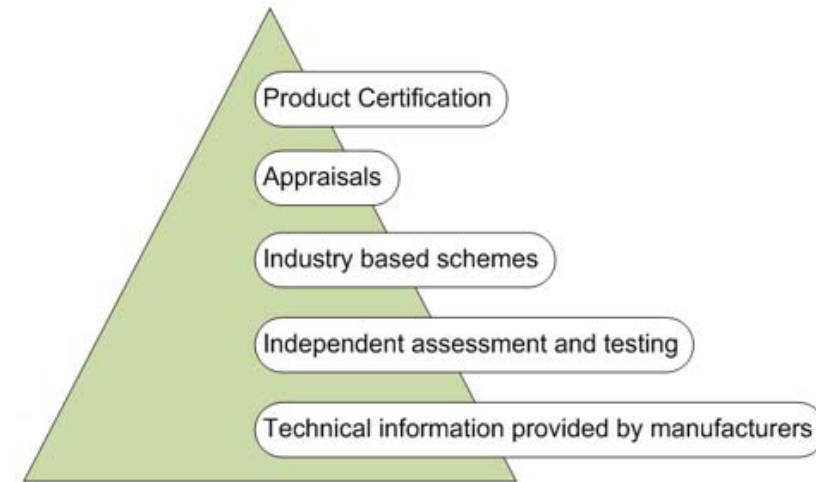 Product Certification
Appraisals
Industry based schemes
Independent assessment and testing
Technical information provided by manufacturers